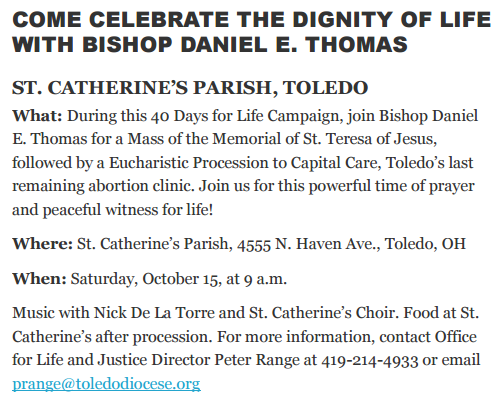 COME CELEBRATE THE DIGNITY OF LIFE
WITH BISHOP DANIEL E. THOMAS
ST. CATHERINE’S PARISH, TOLEDO
What: During this 40 Days for Life Campaign, join Bishop Daniel
E. Thomas for a Mass of the Memorial of St. Teresa of Jesus,
followed by a Eucharistic Procession to Capital Care, Toledo’s last
remaining abortion clinic. Join us for this powerful time of prayer
and peaceful witness for life!
Where: St. Catherine’s Parish, 4555 N. Haven Ave., Toledo, OH
When: Saturday, October 15, at 9 a.m.
Music with Nick De La Torre and St. Catherine’s Choir. Food at St.
Catherine’s after procession. For more information, contact Office
for Life and Justice Director Peter Range at 419-214-4933 or email
prange@toledodiocese.org